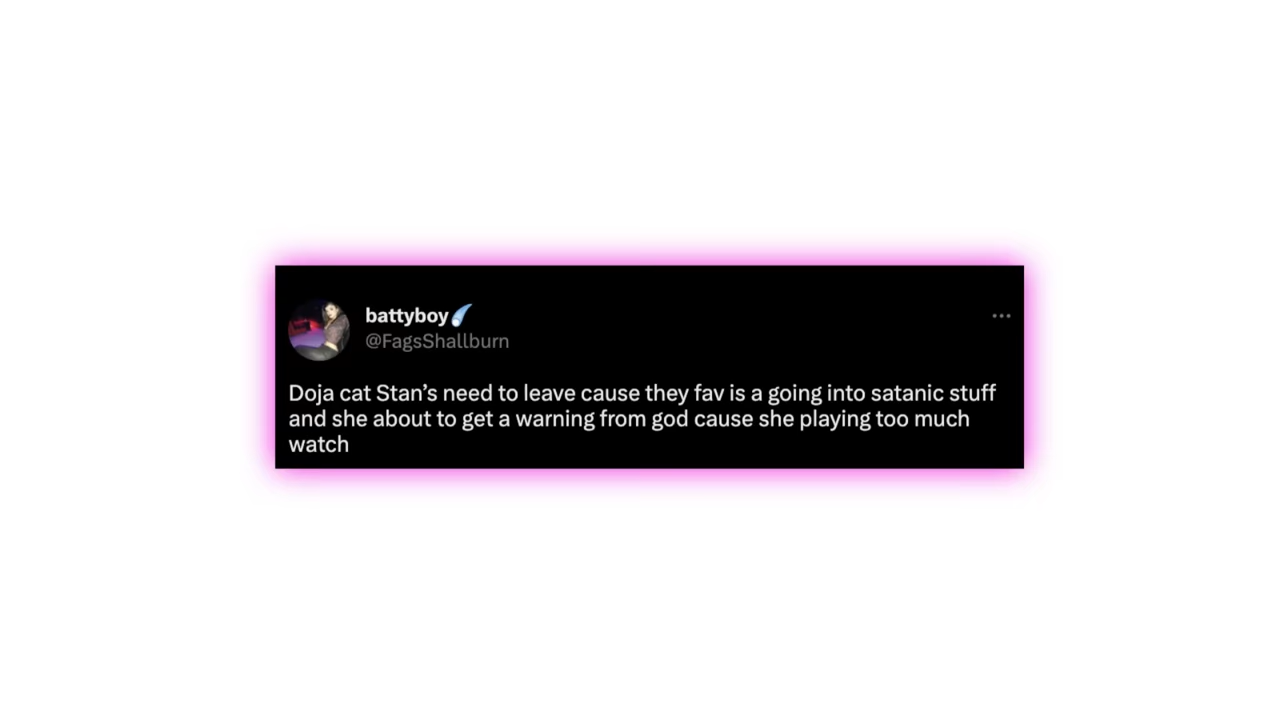 battyboy
@FagsShallburn
Doja cat Stan’s need to leave cause they fav is a going into satanic stuff
and she about to get a warning from god cause she playing too much
watch